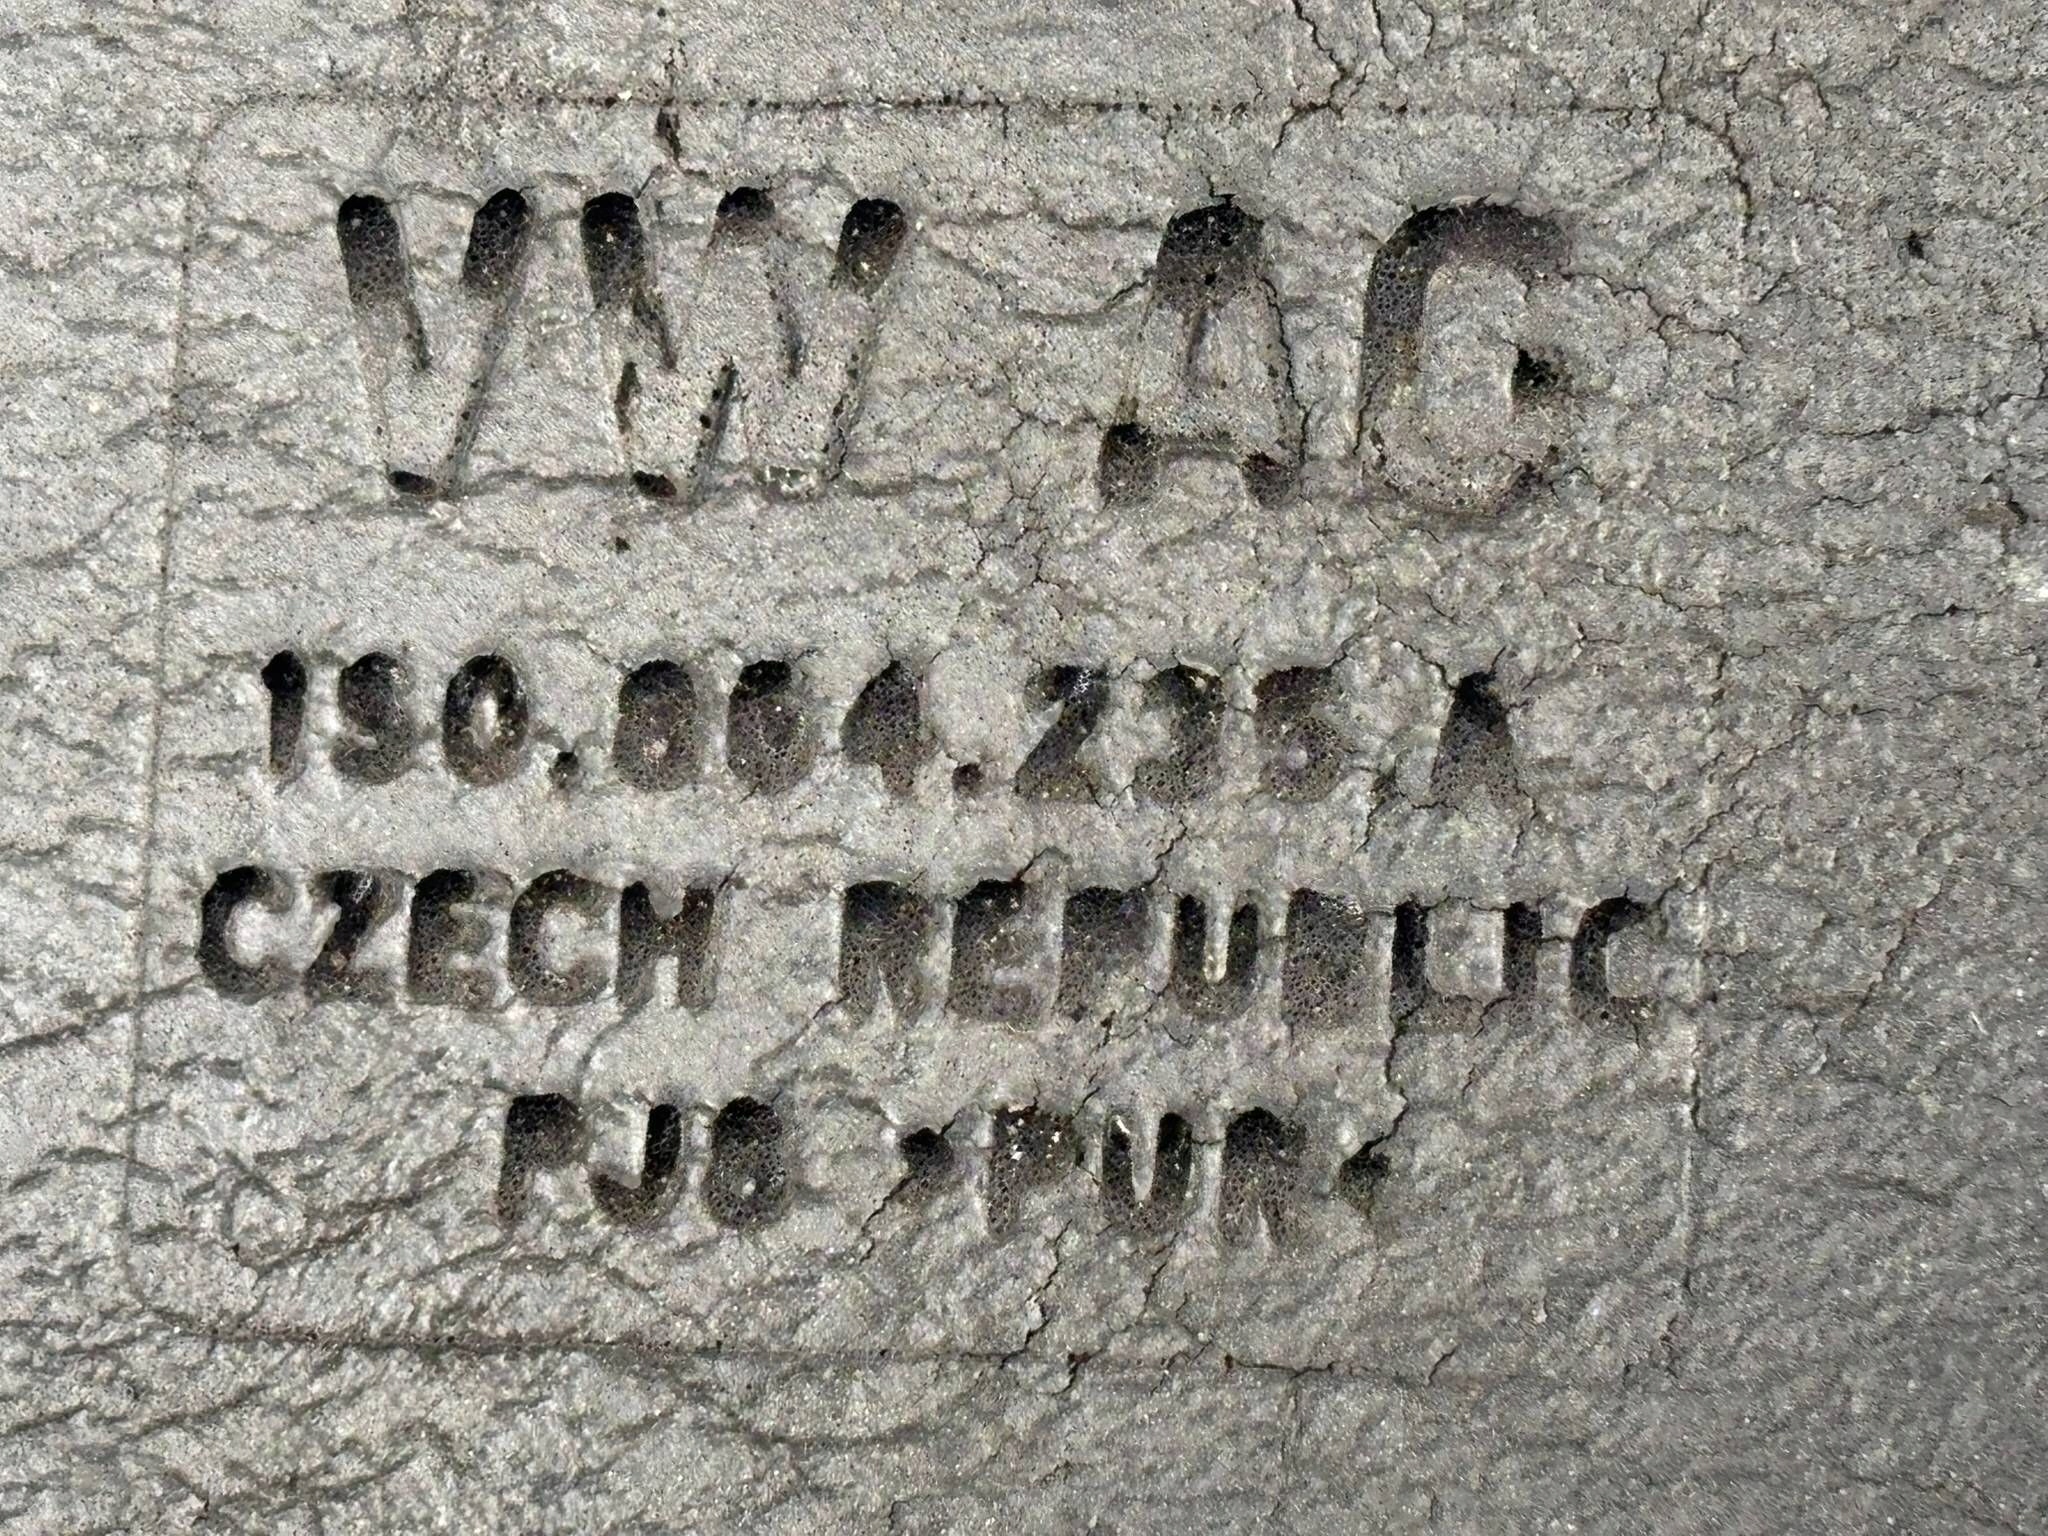 VW AG
1S0.864.235 A
CZECH REPUBLIC
PJ8 >PUR<